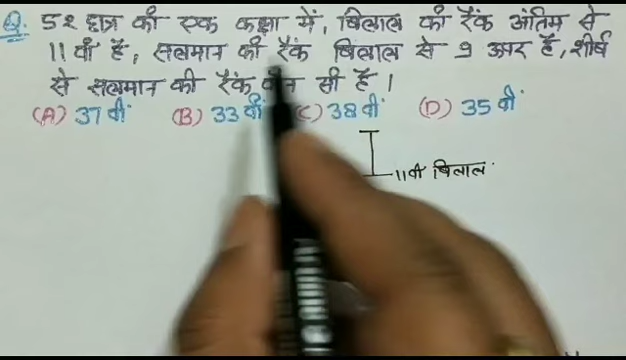 Q. 52 छात्र की एक कक्षा में, बिलाल की रैंक अंतिम से
11 वीं है, सलमान की रैंक बिलाल से 9 ऊपर है, शीर्ष
से सलमान की रैंक कौन सी है ।
(A) 37 वीं (B) 33 वीं (C) 38 वीं (D) 35 वीं
11 वीं बिलाल